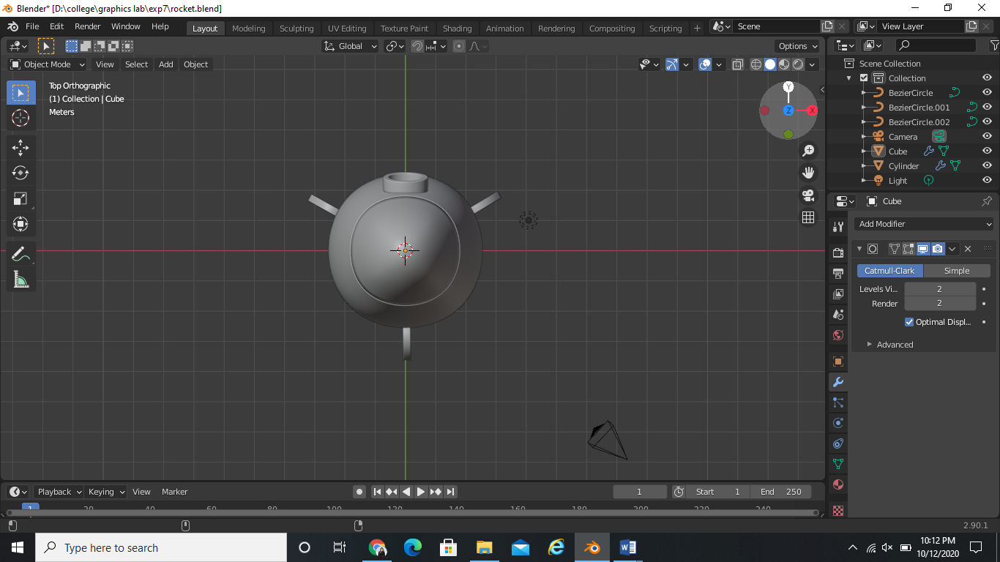 Blender* [D:\college\graphics lab\exp7\rocket.blend]
File Edit Render Window Help Layout Modeling Sculpting UV Editing Texture Paint Shading Animation Rendering Compositing Scripting + Scene View Layer
Global Options
Object Mode View Select Add Object
Top Orthographic
(1) Collection | Cube
Meters
Y
Z
X
Scene Collection
Collection
BezierCircle
BezierCircle.001
BezierCircle.002
Camera
Cube
Cylinder
Light
Cube
Add Modifier
Catmull-Clark Simple
Levels Vi... 2
Render 2
Optimal Displ...
Advanced
Playback Keying View Marker 1 Start 1 End 250
1 20 40 60 80 100 120 140 160 180 200 220 240
2.90.1
Type here to search
10:12 PM
10/12/2020